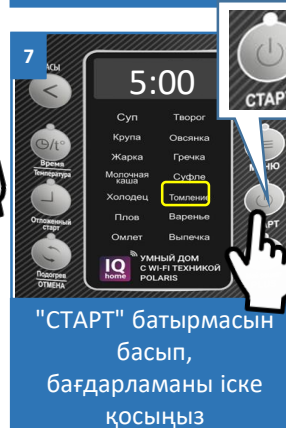 7
СТАРТ
АСЫ
5:00
Суп Творог
Крупа Овсянка
Жарка Гречка
Молочная каша Суфле
Холодец Томление
Плов Варенье
Омлет Выпечка
Время
Температура
Отложенный
старт
Подогрев
ОТМЕНА
МЕНЮ
АРТ
IQ
home
УМНЫЙ ДОМ
С WI-FI ТЕХНИКОЙ
POLARIS
"СТАРТ" батырмасын
басып,
бағдарламаны іске
қосыңыз